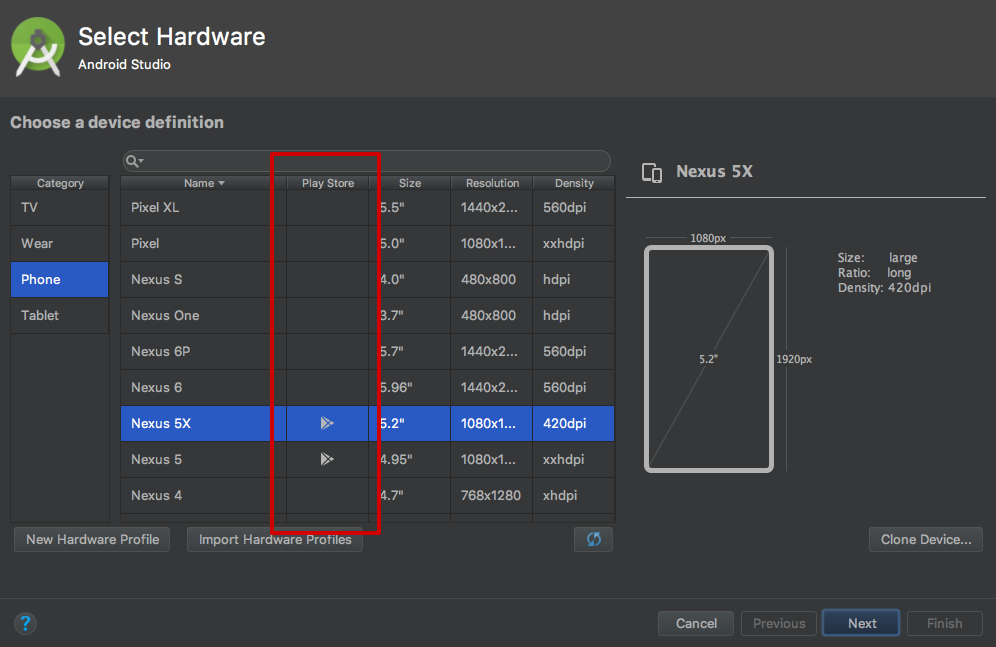 Select Hardware
Android Studio
Choose a device definition
Category
TV
Wear
Phone
Tablet
Name Play Store Size Resolution Density
Pixel XL 5.5" 1440x2... 560dpi
Pixel 5.0" 1080x1... xxhdpi
Nexus S 4.0" 480x800 hdpi
Nexus One 3.7" 480x800 hdpi
Nexus 6P 5.7" 1440x2... 560dpi
Nexus 6 5.96" 1440x2... 560dpi
Nexus 5X 5.2" 1080x1... 420dpi
Nexus 5 4.95" 1080x1... xxhdpi
Nexus 4 4.7" 768x1280 xhdpi
New Hardware Profile
Import Hardware Profiles
Nexus 5X
1080px
5.2"
1920px
Size: large
Ratio: long
Density: 420dpi
Clone Device...
?
Cancel
Previous
Next
Finish